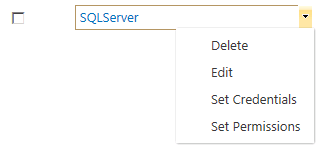 SQLServer
Delete
Edit
Set Credentials
Set Permissions